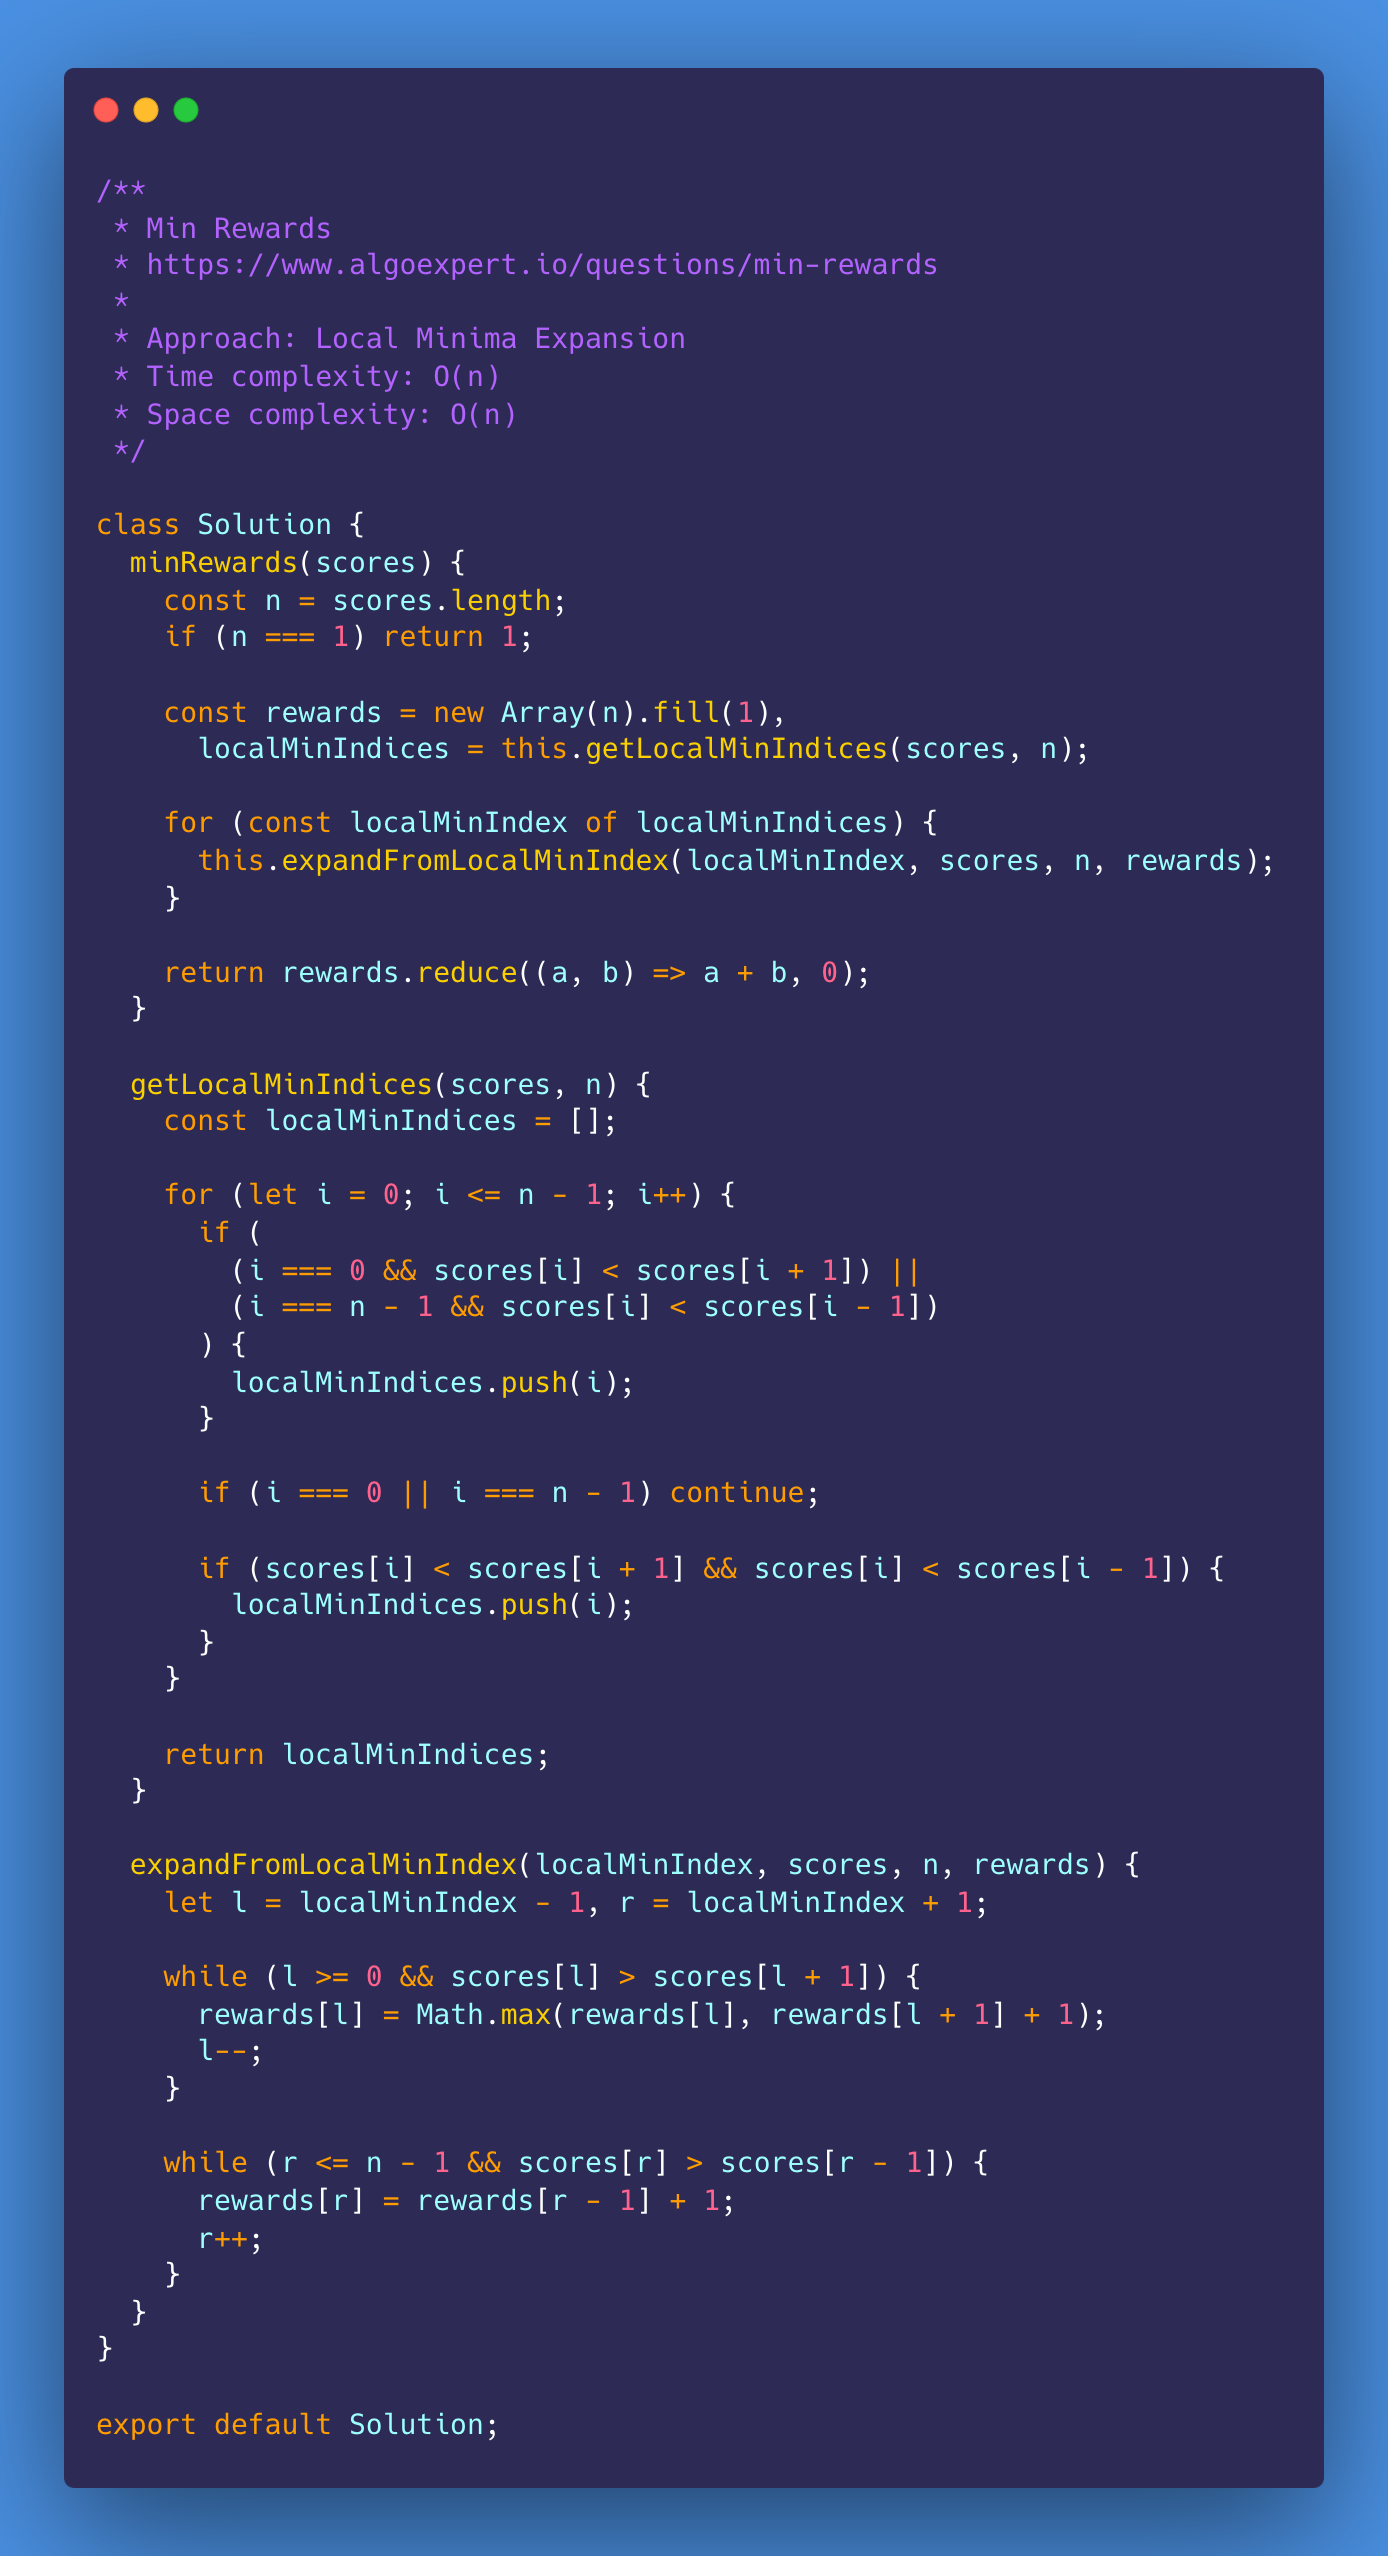 /**
 * Min Rewards
 * https://www.algoexpert.io/questions/min-rewards
 *
 * Approach: Local Minima Expansion
 * Time complexity: O(n)
 * Space complexity: O(n)
 */

class Solution {
  minRewards(scores) {
    const n = scores.length;
    if (n === 1) return 1;

    const rewards = new Array(n).fill(1),
      localMinIndices = this.getLocalMinIndices(scores, n);

    for (const localMinIndex of localMinIndices) {
      this.expandFromLocalMinIndex(localMinIndex, scores, n, rewards);
    }

    return rewards.reduce((a, b) => a + b, 0);
  }

  getLocalMinIndices(scores, n) {
    const localMinIndices = [];

    for (let i = 0; i <= n - 1; i++) {
      if (
        (i === 0 && scores[i] < scores[i + 1]) ||
        (i === n - 1 && scores[i] < scores[i - 1])
      ) {
        localMinIndices.push(i);
      }

      if (i === 0 || i === n - 1) continue;

      if (scores[i] < scores[i + 1] && scores[i] < scores[i - 1]) {
        localMinIndices.push(i);
      }
    }

    return localMinIndices;
  }

  expandFromLocalMinIndex(localMinIndex, scores, n, rewards) {
    let l = localMinIndex - 1, r = localMinIndex + 1;

    while (l >= 0 && scores[l] > scores[l + 1]) {
      rewards[l] = Math.max(rewards[l], rewards[l + 1] + 1);
      l--;
    }

    while (r <= n - 1 && scores[r] > scores[r - 1]) {
      rewards[r] = rewards[r - 1] + 1;
      r++;
    }
  }
}

export default Solution;